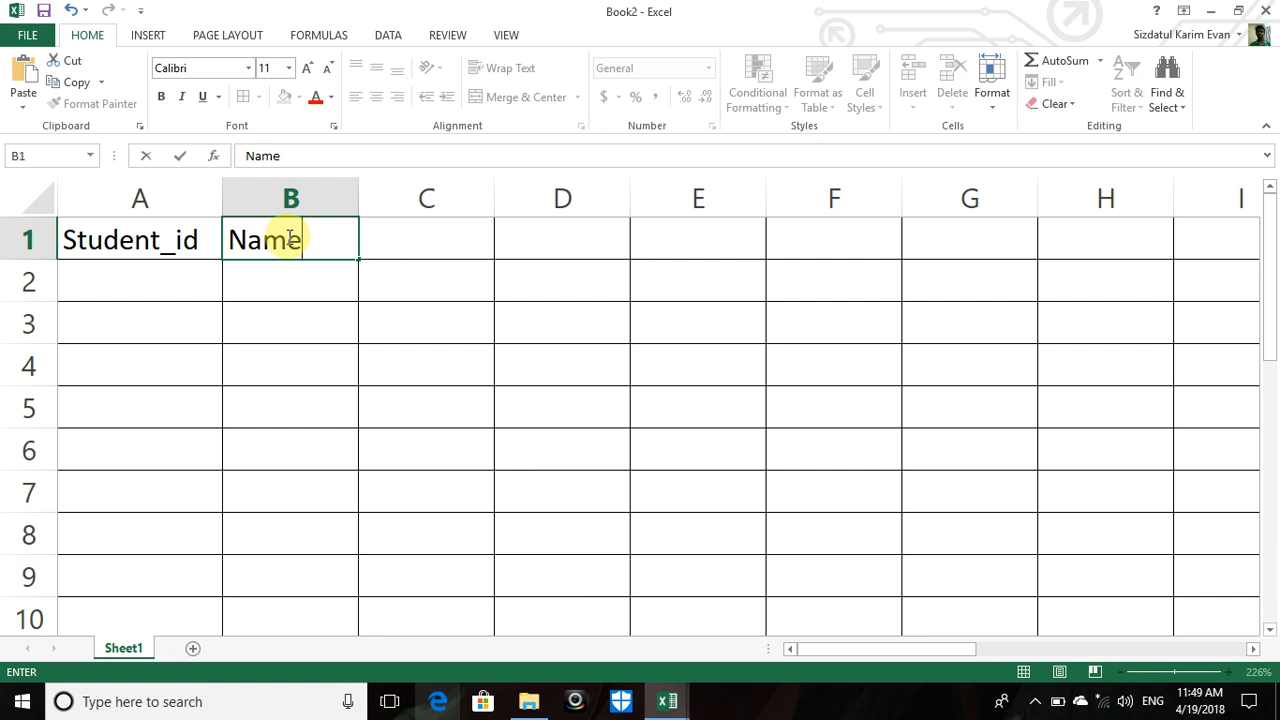 Book2 - Excel
?
FILE
HOME
INSERT
PAGE LAYOUT
FORMULAS
DATA
REVIEW
VIEW
Sizdatul Karim Evan
Paste
Cut
Copy
Format Painter
Clipboard
Calibri
11
B I U
A
Font
Wrap Text
Merge & Center
Alignment
General
$ % ,
Number
Conditional Formatting
Format as Table
Cell Styles
Styles
Insert
Delete
Format
Cells
AutoSum
Fill
Clear
Sort & Filter
Find & Select
Editing
B1
fx
Name
A B C D E F G H I
1 Student_id Name
2
3
4
5
6
7
8
9
10
Sheet1
ENTER
226%
Type here to search
ENG
11:49 AM
4/19/2018